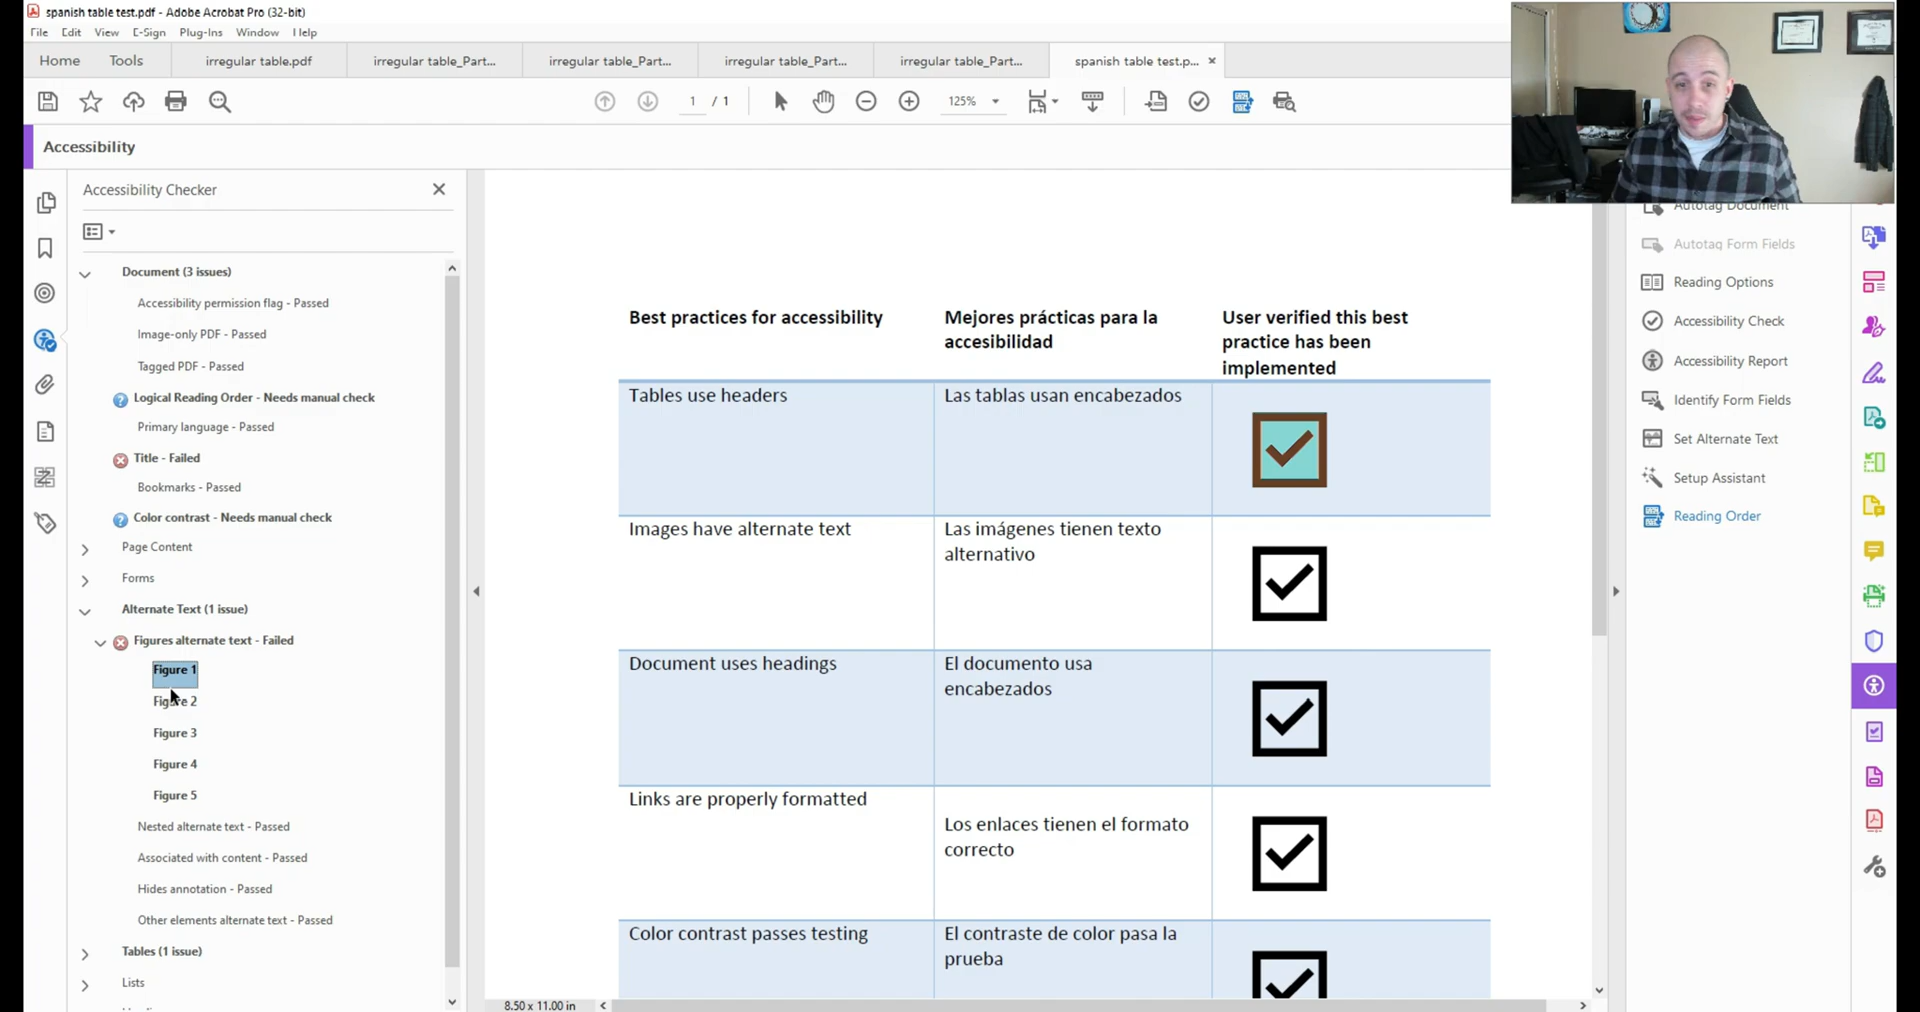 spanish table test.pdf - Adobe Acrobat Pro (32-bit)
File Edit View E-Sign Plug-Ins Window Help
Home Tools irregular table.pdf irregular table_Part... irregular table_Part... irregular table_Part... irregular table_Part... spanish table test.p... ×
1 / 1 125%
Accessibility
Accessibility Checker
Document (3 issues)
Accessibility permission flag - Passed
Image-only PDF - Passed
Tagged PDF - Passed
Logical Reading Order - Needs manual check
Primary language - Passed
Title - Failed
Bookmarks - Passed
Color contrast - Needs manual check
Page Content
Forms
Alternate Text (1 issue)
Figures alternate text - Failed
Figure 1
Figure 2
Figure 3
Figure 4
Figure 5
Nested alternate text - Passed
Associated with content - Passed
Hides annotation - Passed
Other elements alternate text - Passed
Tables (1 issue)
Lists
Best practices for accessibility
Mejores prácticas para la
accesibilidad
User verified this best
practice has been
implemented
Tables use headers
Las tablas usan encabezados
Images have alternate text
Las imágenes tienen texto
alternativo
Document uses headings
El documento usa
encabezados
Links are properly formatted
Los enlaces tienen el formato
correcto
Color contrast passes testing
El contraste de color pasa la
prueba
8.50 x 11.00 in
Autotag Document
Autotag Form Fields
Reading Options
Accessibility Check
Accessibility Report
Identify Form Fields
Set Alternate Text
Setup Assistant
Reading Order